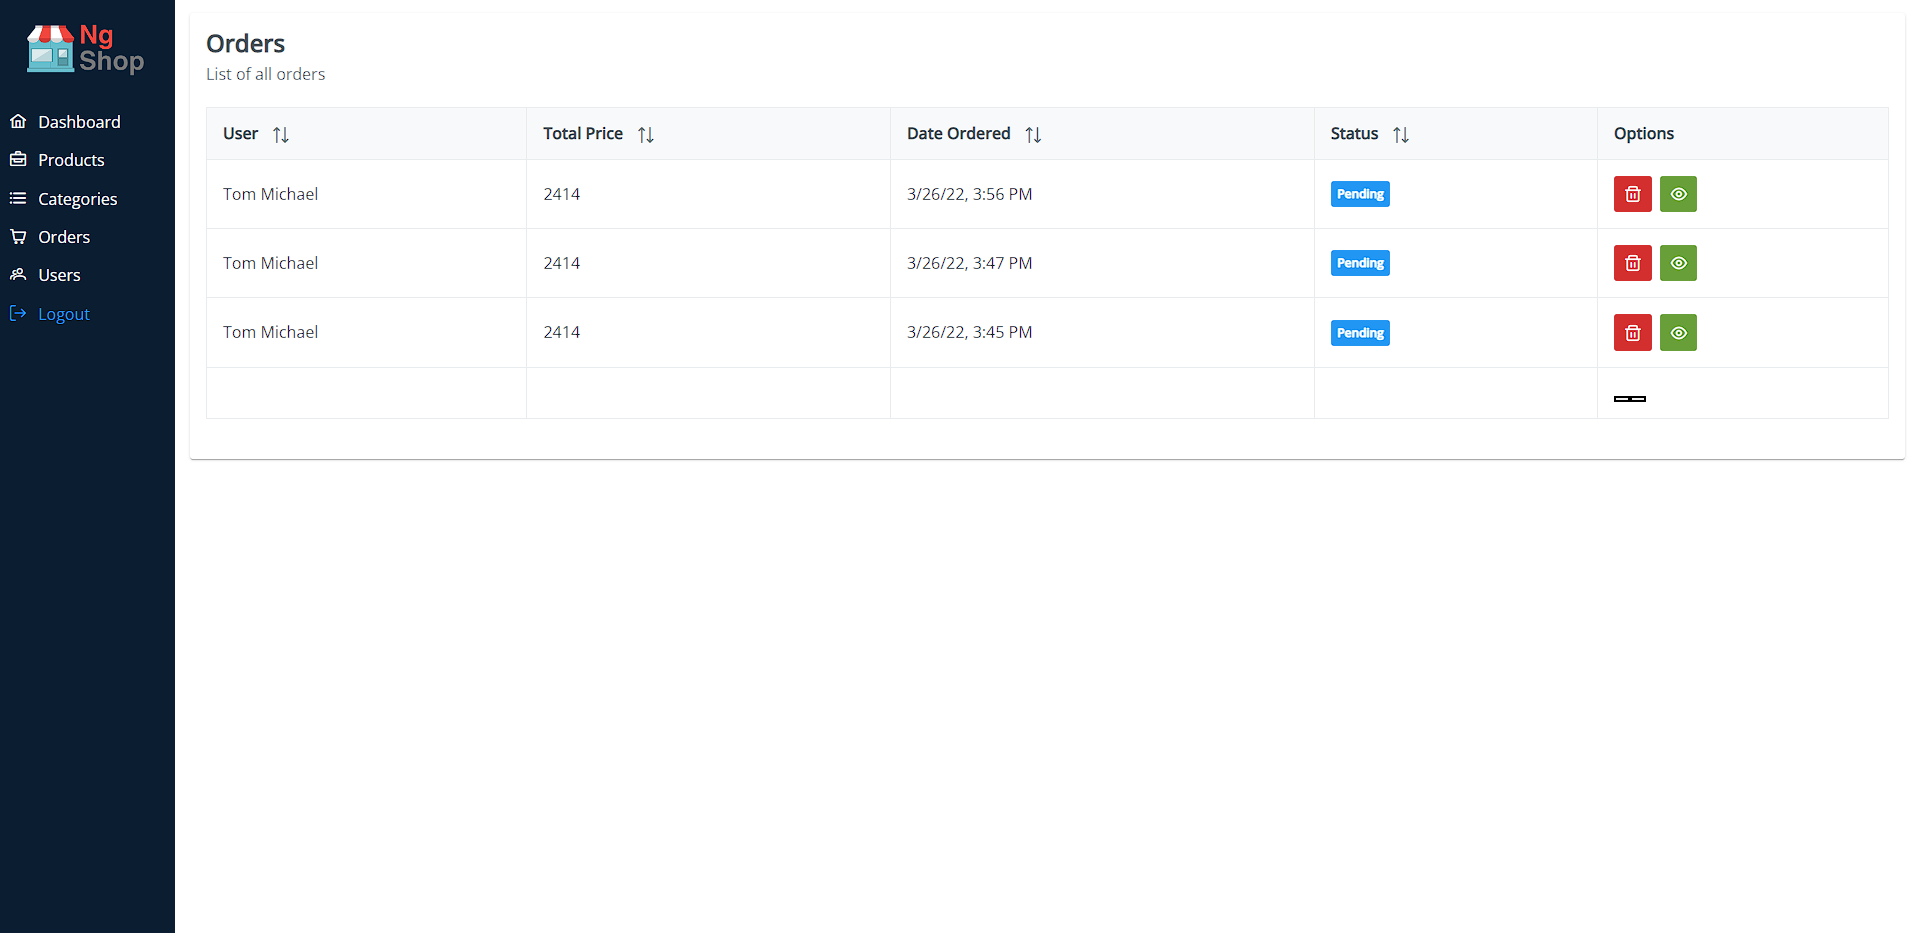 Ng
Shop
Dashboard
Products
Categories
Orders
Users
Logout
Orders
List of all orders
User Total Price Date Ordered Status Options
Tom Michael 2414 3/26/22, 3:56 PM Pending
Tom Michael 2414 3/26/22, 3:47 PM Pending
Tom Michael 2414 3/26/22, 3:45 PM Pending